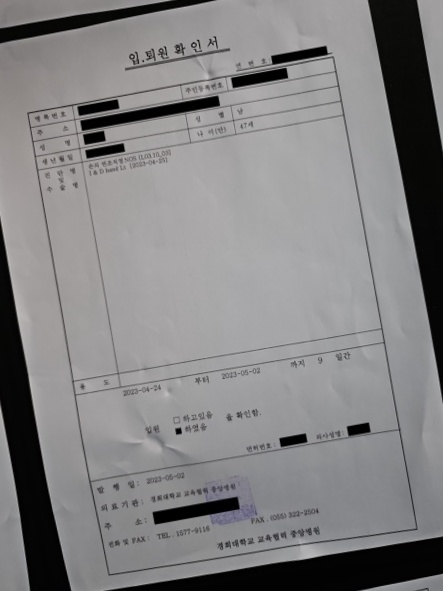 입.퇴원 확인서
연 번 호
병록번호 주민등록번호
주 소
성 명 성 별 남
생년월일 나 이(만) 47세
진 단 명
및
수 술 명
손의 연조직염 NOS (L03.10,_03)
I & D hand Lt (2023-04-25)
용 도
2023-04-24 부터 2023-05-02 까지 9 일간
입원 □ 하고있음 을 확인함.
■ 하였음
면허번호 : 의사성명:
발 행 일: 2023-05-02
의료기관: 경희대학교 교육협력 중앙병원
주 소:
전화 및 FAX : TEL . 1577-9116 FAX . (055) 322-2504
경희대학교 교육협력 중앙병원